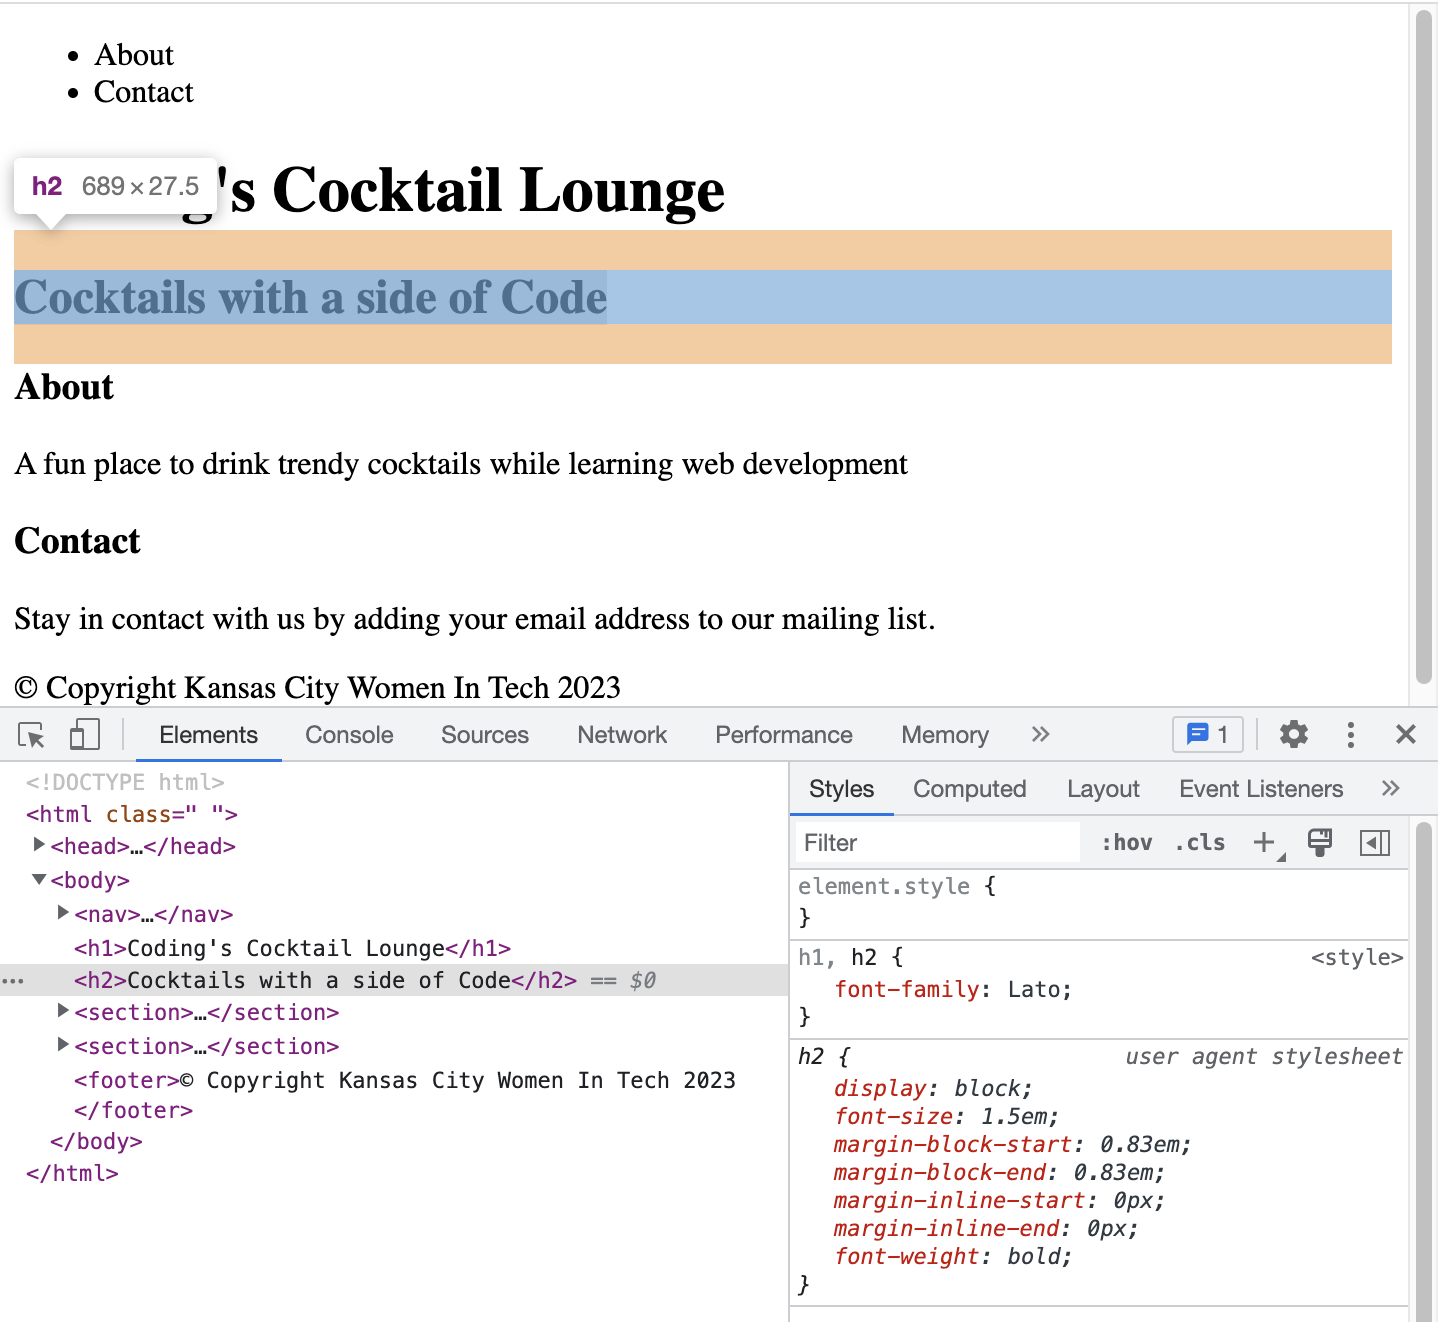 • About
• Contact
h2 689 × 27.5
g's Cocktail Lounge
Cocktails with a side of Code
About
A fun place to drink trendy cocktails while learning web development
Contact
Stay in contact with us by adding your email address to our mailing list.
© Copyright Kansas City Women In Tech 2023
Elements Console Sources Network Performance Memory » 1
<!DOCTYPE html>
<html class=" ">
<head>…</head>
<body>
<nav>…</nav>
<h1>Coding's Cocktail Lounge</h1>
<h2>Cocktails with a side of Code</h2> == $0
<section>…</section>
<section>…</section>
<footer>© Copyright Kansas City Women In Tech 2023
</footer>
</body>
</html>
Styles Computed Layout Event Listeners »
Filter :hov .cls +
element.style {
}
h1, h2 { <style>
font-family: Lato;
}
h2 { user agent stylesheet
display: block;
font-size: 1.5em;
margin-block-start: 0.83em;
margin-block-end: 0.83em;
margin-inline-start: 0px;
margin-inline-end: 0px;
font-weight: bold;
}